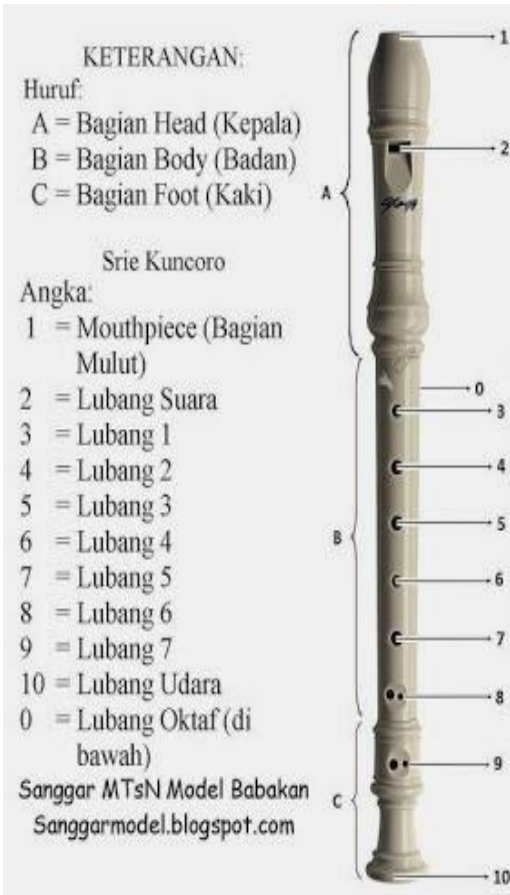 KETERANGAN:
Huruf:
A = Bagian Head (Kepala)
B = Bagian Body (Badan)
C = Bagian Foot (Kaki)
Srie Kuncoro
Angka:
1 = Mouthpiece (Bagian
Mulut)
2 = Lubang Suara
3 = Lubang 1
4 = Lubang 2
5 = Lubang 3
6 = Lubang 4
7 = Lubang 5
8 = Lubang 6
9 = Lubang 7
10 = Lubang Udara
0 = Lubang Oktaf (di
bawah)
Sanggar MTsN Model Babakan
Sanggarmodel.blogspot.com
A
B
C
1
2
0
3
4
5
6
7
8
9
10